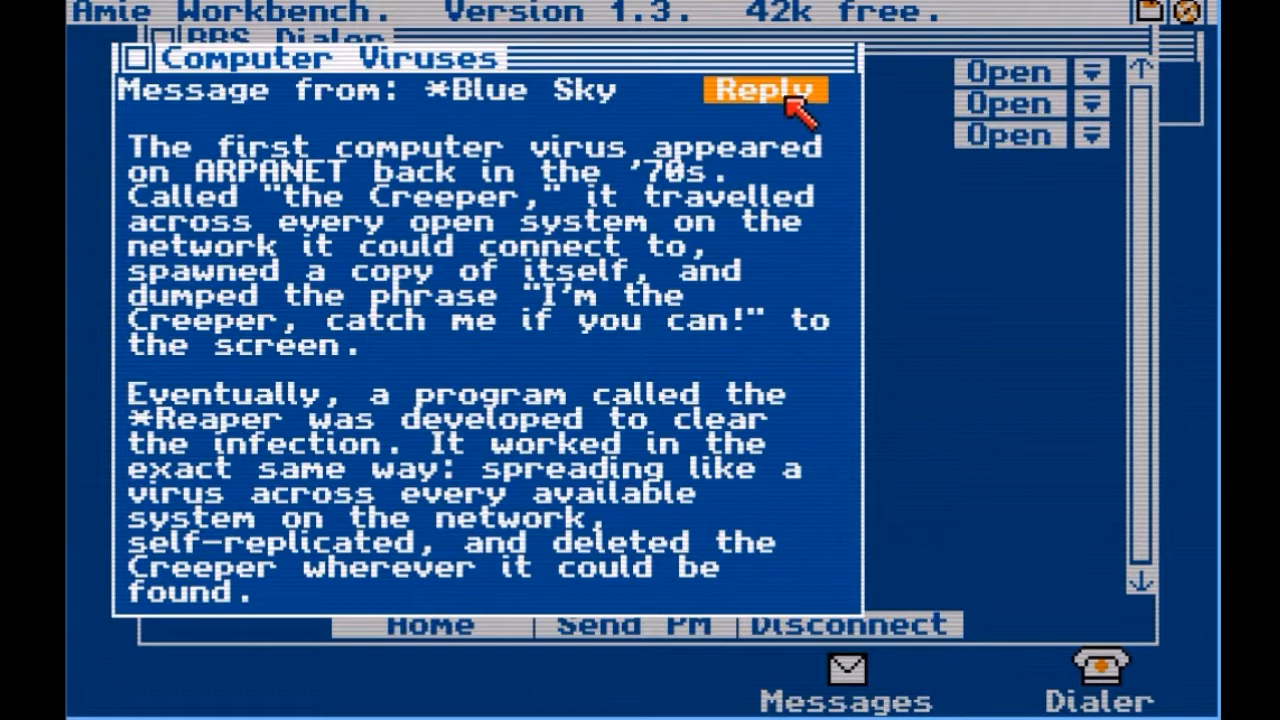 Amie Workbench. Version 1.3. 42k free.
BBS Dialer
Computer Viruses
Message from: *Blue Sky
Reply
Open
Open
Open
The first computer virus appeared
on ARPANET back in the '70s.
Called "the Creeper," it travelled
across every open system on the
network it could connect to,
spawned a copy of itself, and
dumped the phrase "I'm the
Creeper, catch me if you can!" to
the screen.
Eventually, a program called the
*Reaper was developed to clear
the infection. It worked in the
exact same way: spreading like a
virus across every available
system on the network,
self-replicated, and deleted the
Creeper wherever it could be
found.
Home Send PM Disconnect
Messages Dialer